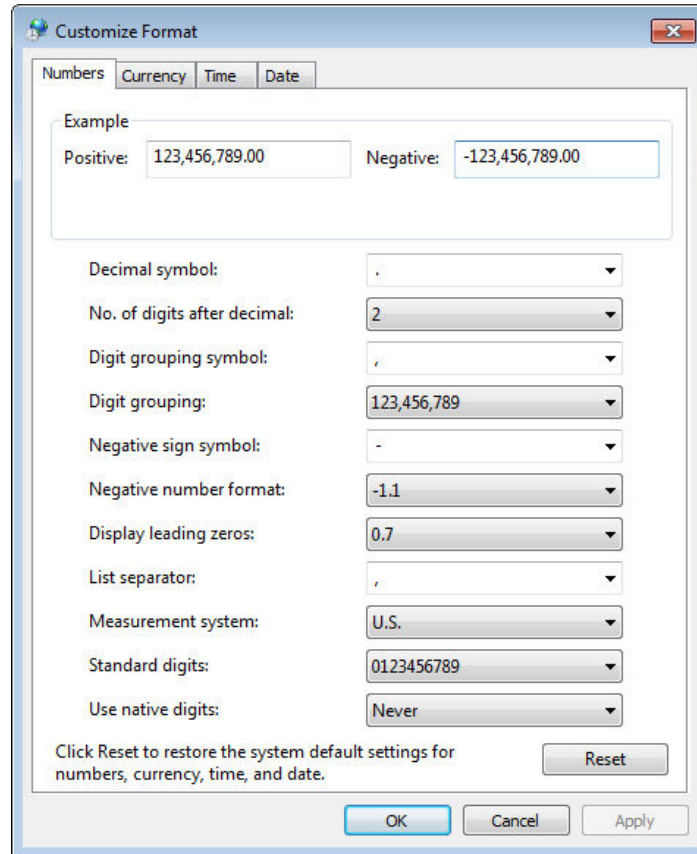 Customize Format
Numbers Currency Time Date
Example
Positive: 123,456,789.00 Negative: -123,456,789.00
Decimal symbol: .
No. of digits after decimal: 2
Digit grouping symbol: ,
Digit grouping: 123,456,789
Negative sign symbol: -
Negative number format: -1.1
Display leading zeros: 0.7
List separator: ,
Measurement system: U.S.
Standard digits: 0123456789
Use native digits: Never
Click Reset to restore the system default settings for
numbers, currency, time, and date.
Reset
OK Cancel Apply